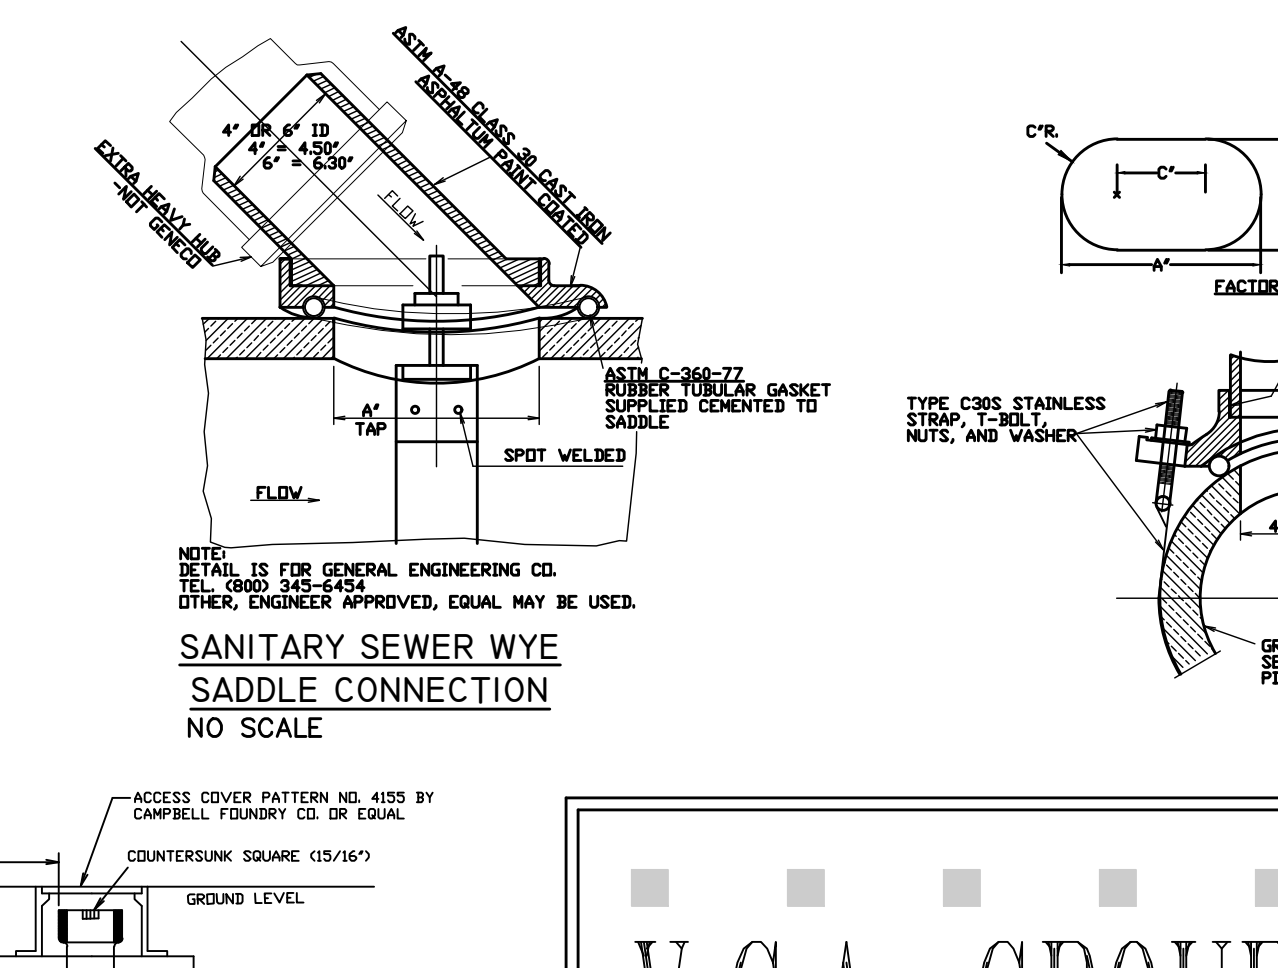 ASTM A-48 CLASS 30 CAST IRON
ASPHALTUM PAINT COATED
4" OR 6" ID
4" = 4.50"
6" = 6.30"
EXTRA HEAVY HUB
-NOT GENECO
FLOW
ASTM C-360-77
RUBBER TUBULAR GASKET
SUPPLIED CEMENTED TO
SADDLE
A"
TAP
SPOT WELDED
FLOW
NOTE:
DETAIL IS FOR GENERAL ENGINEERING CO.
TEL. (800) 345-6454
OTHER, ENGINEER APPROVED, EQUAL MAY BE USED.
SANITARY SEWER WYE
SADDLE CONNECTION
NO SCALE
C"R.
C"
A"
FACTOR
TYPE C30S STAINLESS
STRAP, T-BOLT,
NUTS, AND WASHER
4
GR
SE
PI
ACCESS COVER PATTERN NO. 4155 BY
CAMPBELL FOUNDRY CO. OR EQUAL
COUNTERSUNK SQUARE (15/16")
GROUND LEVEL